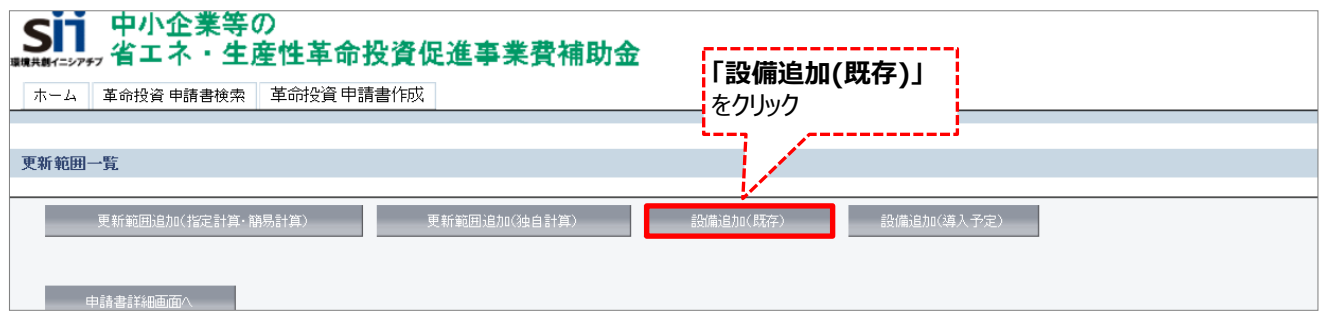 sii
環境共創イニシアチブ
中小企業等の
省エネ・生産性革命投資促進事業費補助金
ホーム 革命投資 申請書検索 革命投資 申請書作成
「設備追加(既存)」
をクリック
更新範囲一覧
更新範囲追加(指定計算・簡易計算) 更新範囲追加(独自計算) 設備追加(既存) 設備追加(導入予定)
申請書詳細画面へ